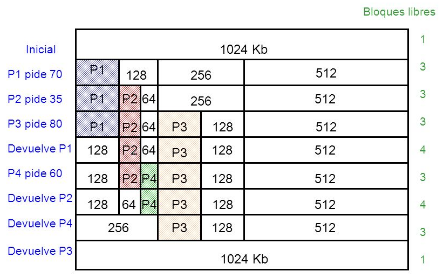 Bloques libres
Inicial 1024 Kb 1
P1 pide 70 P1 128 256 512 3
P2 pide 35 P1 P2 64 256 512 3
P3 pide 80 P1 P2 64 P3 128 512 3
Devuelve P1 128 P2 64 P3 128 512 4
P4 pide 60 128 P2 P4 P3 128 512 3
Devuelve P2 128 64 P4 P3 128 512 4
Devuelve P4 256 P3 128 512 3
Devuelve P3 1024 Kb 1